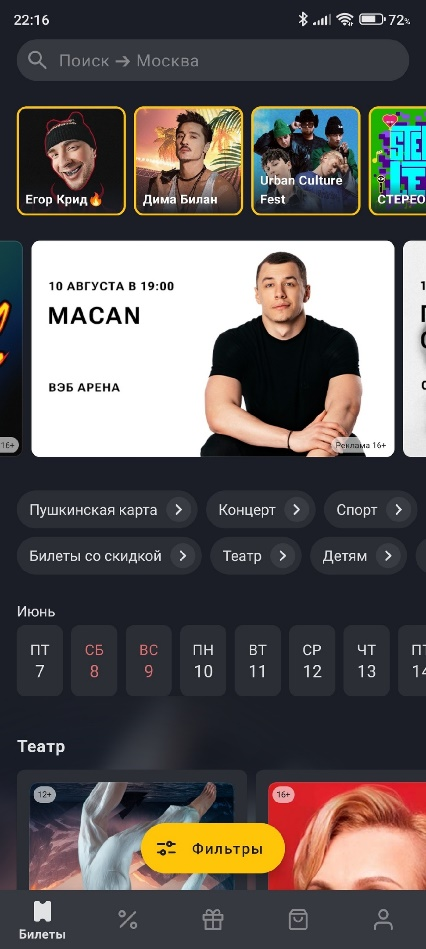 22:16
72%
Поиск → Москва
Егор Крид🔥
Дима Билан
Urban Culture
Fest
СТЕРЕО
16+
10 АВГУСТА В 19:00
MACAN
ВЭБ АРЕНА
Реклама 16+
Пушкинская карта
Концерт
Спорт
Билеты со скидкой
Театр
Детям
Июнь
ПТ
7
СБ
8
ВС
9
ПН
10
ВТ
11
СР
12
ЧТ
13
14
Театр
12+
16+
Фильтры
Билеты